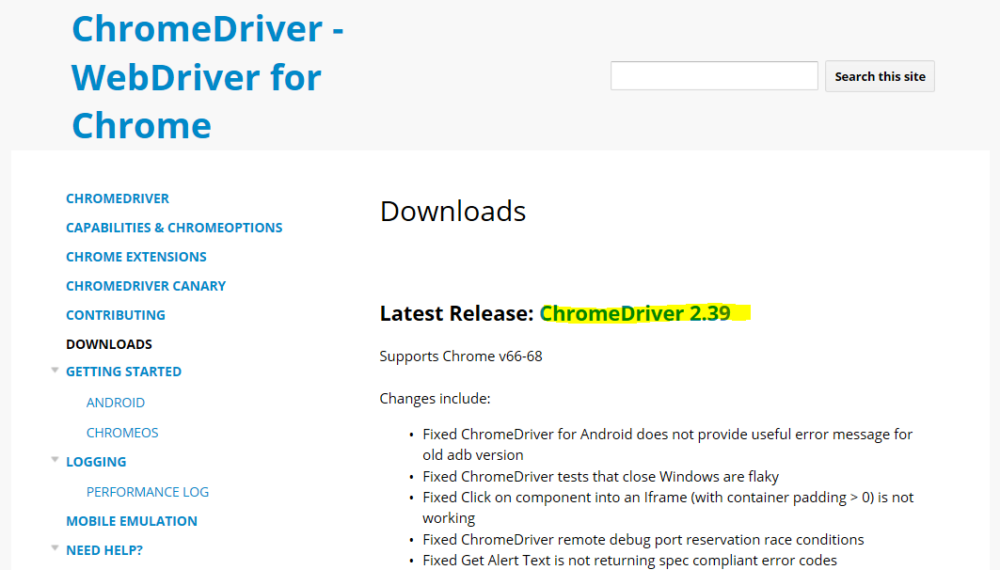 ChromeDriver -
WebDriver for
Chrome
Search this site
CHROMEDRIVER
CAPABILITIES & CHROMEOPTIONS
CHROME EXTENSIONS
CHROMEDRIVER CANARY
CONTRIBUTING
DOWNLOADS
GETTING STARTED
ANDROID
CHROMEOS
LOGGING
PERFORMANCE LOG
MOBILE EMULATION
NEED HELP?
Downloads
Latest Release: ChromeDriver 2.39
Supports Chrome v66-68
Changes include:
• Fixed ChromeDriver for Android does not provide useful error message for
old adb version
• Fixed ChromeDriver tests that close Windows are flaky
• Fixed Click on component into an Iframe (with container padding > 0) is not
working
• Fixed ChromeDriver remote debug port reservation race conditions
• Fixed Get Alert Text is not returning spec compliant error codes